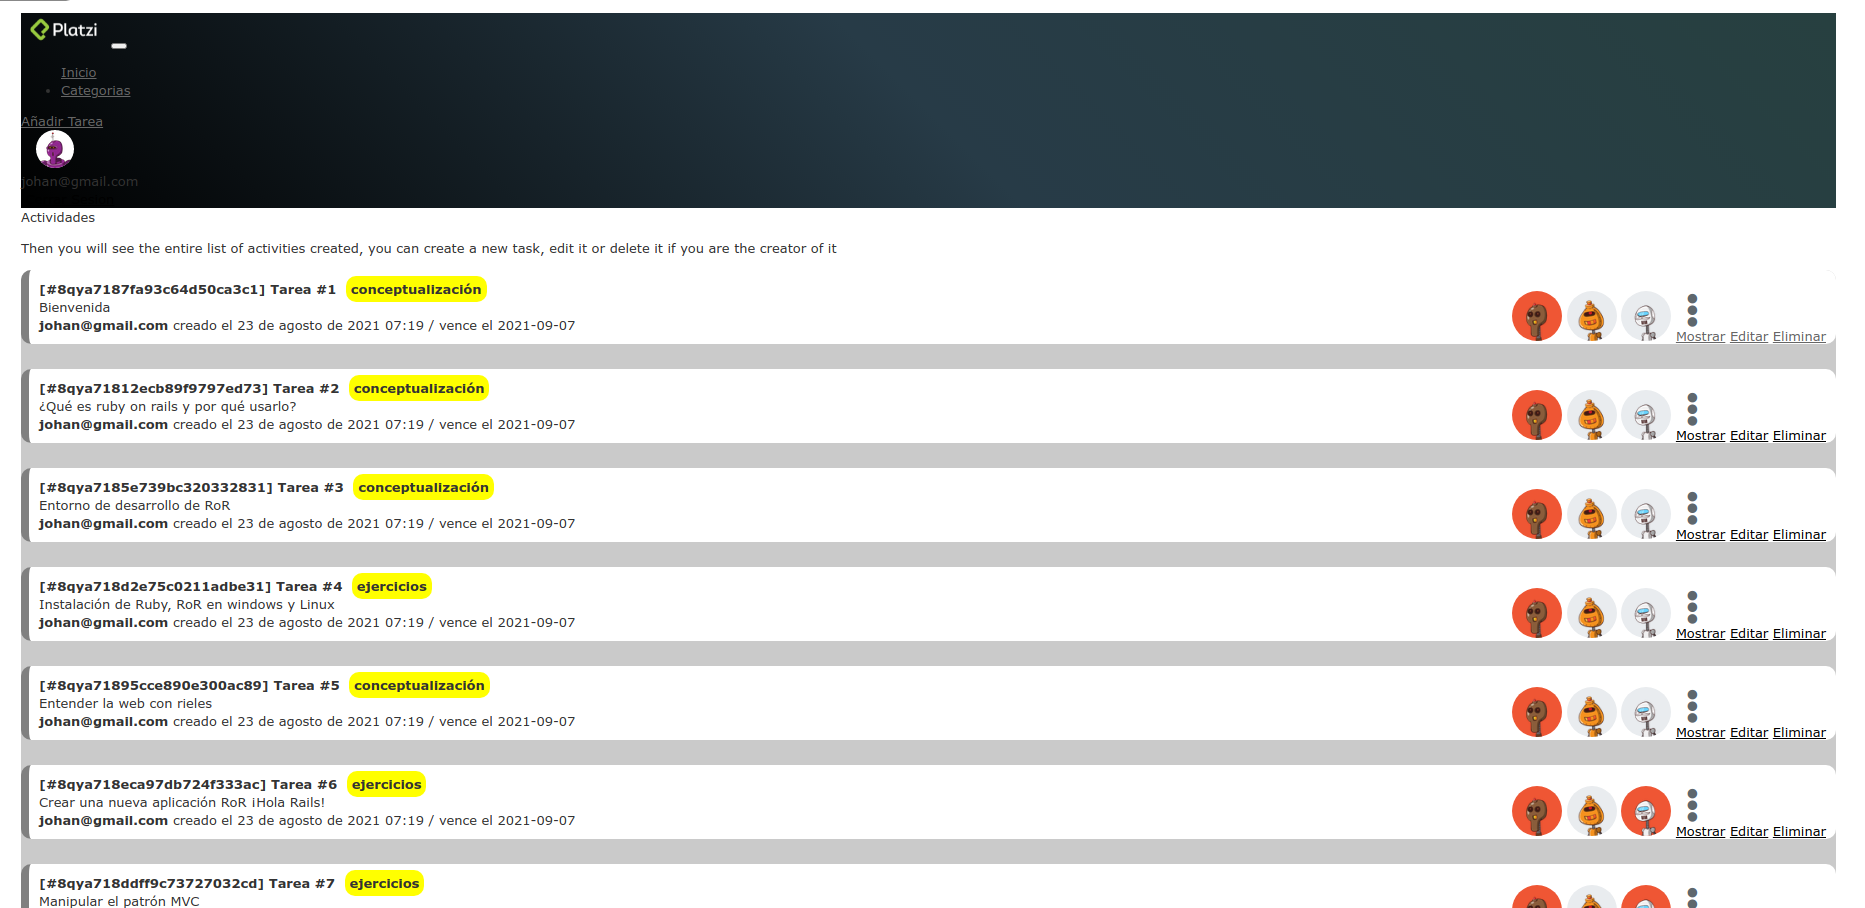 Platzi
Inicio
Categorias
Añadir Tarea
johan@gmail.com
Actividades
Then you will see the entire list of activities created, you can create a new task, edit it or delete it if you are the creator of it
[#8qya7187fa93c64d50ca3c1] Tarea #1 conceptualización
Bienvenida
johan@gmail.com creado el 23 de agosto de 2021 07:19 / vence el 2021-09-07
Mostrar Editar Eliminar
[#8qya71812ecb89f9797ed73] Tarea #2 conceptualización
¿Qué es ruby on rails y por qué usarlo?
johan@gmail.com creado el 23 de agosto de 2021 07:19 / vence el 2021-09-07
Mostrar Editar Eliminar
[#8qya7185e739bc320332831] Tarea #3 conceptualización
Entorno de desarrollo de RoR
johan@gmail.com creado el 23 de agosto de 2021 07:19 / vence el 2021-09-07
Mostrar Editar Eliminar
[#8qya718d2e75c0211adbe31] Tarea #4 ejercicios
Instalación de Ruby, RoR en windows y Linux
johan@gmail.com creado el 23 de agosto de 2021 07:19 / vence el 2021-09-07
Mostrar Editar Eliminar
[#8qya71895cce890e300ac89] Tarea #5 conceptualización
Entender la web con rieles
johan@gmail.com creado el 23 de agosto de 2021 07:19 / vence el 2021-09-07
Mostrar Editar Eliminar
[#8qya718eca97db724f333ac] Tarea #6 ejercicios
Crear una nueva aplicación RoR ¡Hola Rails!
johan@gmail.com creado el 23 de agosto de 2021 07:19 / vence el 2021-09-07
Mostrar Editar Eliminar
[#8qya718ddff9c73727032cd] Tarea #7 ejercicios
Manipular el patrón MVC